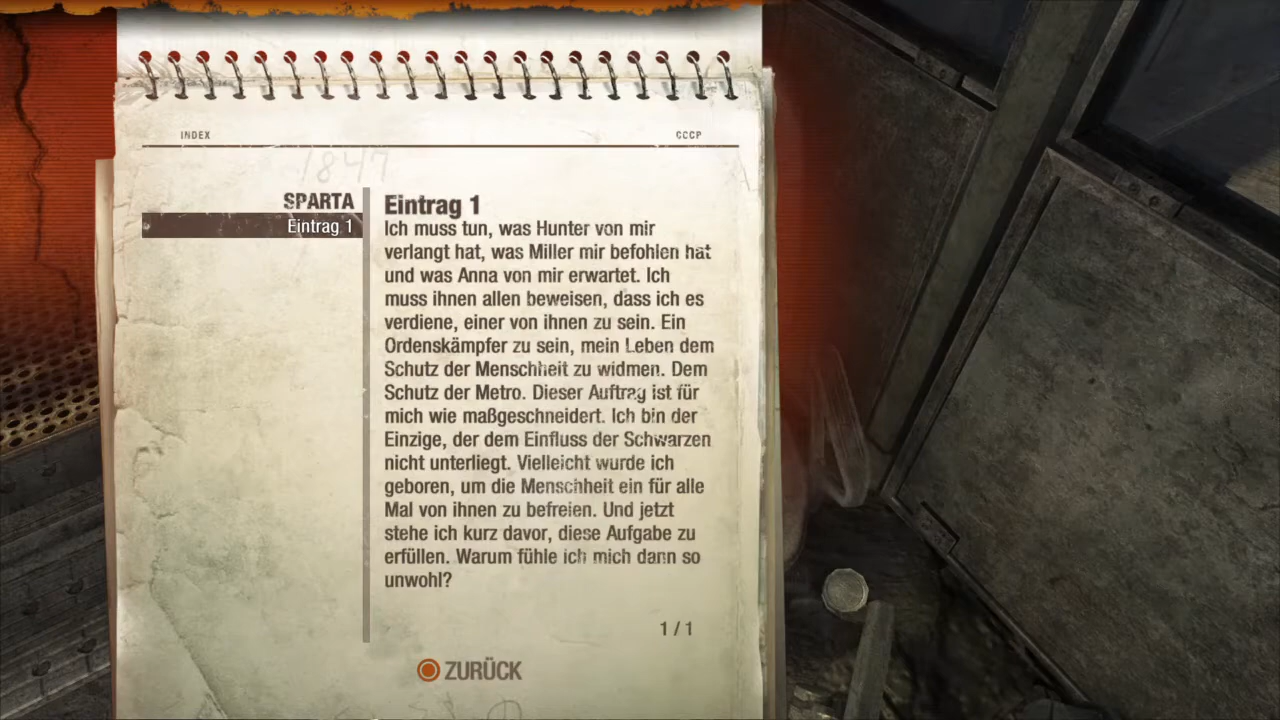 INDEX CCCP
1847
SPARTA
Eintrag 1
Eintrag 1
Ich muss tun, was Hunter von mir
verlangt hat, was Miller mir befohlen hat
und was Anna von mir erwartet. Ich
muss ihnen allen beweisen, dass ich es
verdiene, einer von ihnen zu sein. Ein
Ordenskämpfer zu sein, mein Leben dem
Schutz der Menschheit zu widmen. Dem
Schutz der Metro. Dieser Auftrag ist für
mich wie maßgeschneidert. Ich bin der
Einzige, der dem Einfluss der Schwarzen
nicht unterliegt. Vielleicht wurde ich
geboren, um die Menschheit ein für alle
Mal von ihnen zu befreien. Und jetzt
stehe ich kurz davor, diese Aufgabe zu
erfüllen. Warum fühle ich mich dann so
unwohl?
1 / 1
ZURÜCK